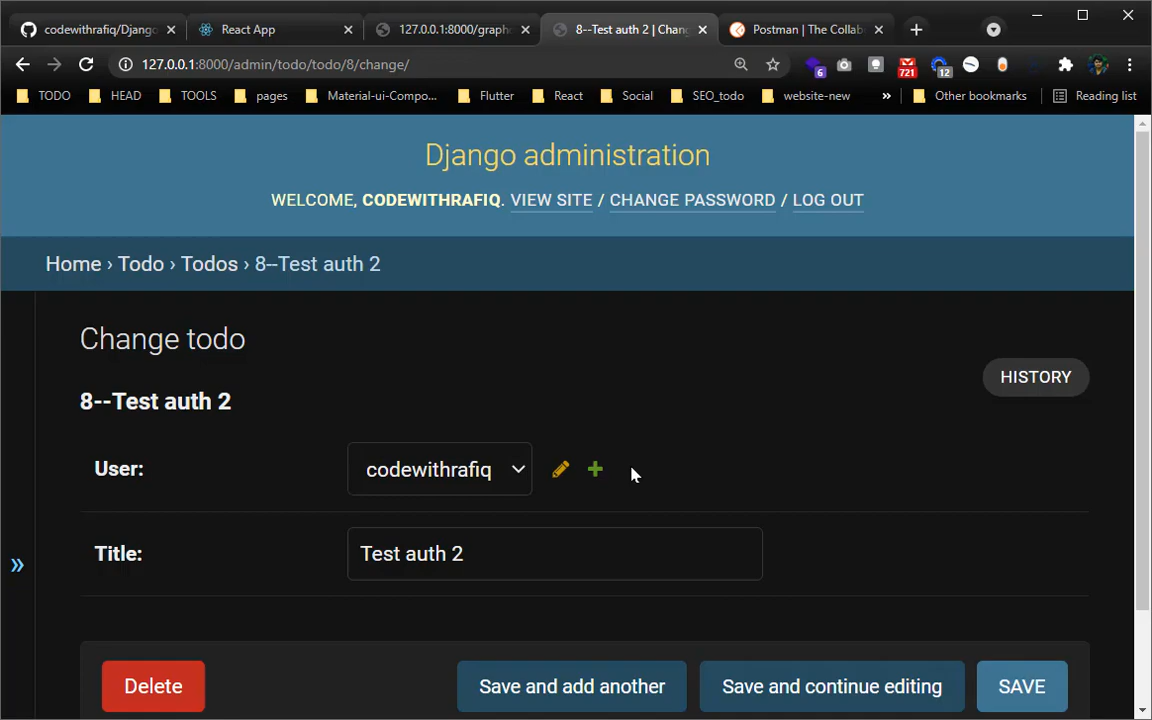 codewithrafiq/Djang
React App
127.0.0.1:8000/graph
8--Test auth 2 | Chan
Postman | The Collab
127.0.0.1:8000/admin/todo/todo/8/change/
6
721
12
TODO
HEAD
TOOLS
pages
Material-ui-Compo...
Flutter
React
Social
SEO_todo
website-new
»
Other bookmarks
Reading list
Django administration
WELCOME, CODEWITHRAFIQ. VIEW SITE / CHANGE PASSWORD / LOG OUT
Home › Todo › Todos › 8--Test auth 2
Change todo
HISTORY
8--Test auth 2
User: codewithrafiq
»
Title: Test auth 2
Delete
Save and add another
Save and continue editing
SAVE